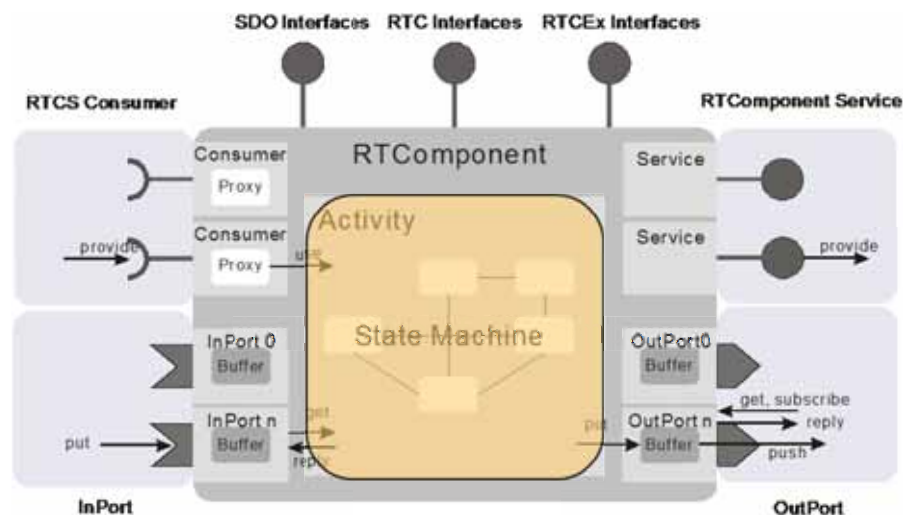 SDO Interfaces
RTC Interfaces
RTCEx Interfaces
RTCS Consumer
RTComponent Service
Consumer
Proxy
RTComponent
Service
Activity
Consumer
Proxy
provide
use
Service
provide
State Machine
InPort 0
Buffer
OutPort0
Buffer
InPort n
Buffer
put
get
reply
put
OutPort n
Buffer
get, subscribe
reply
push
InPort
OutPort